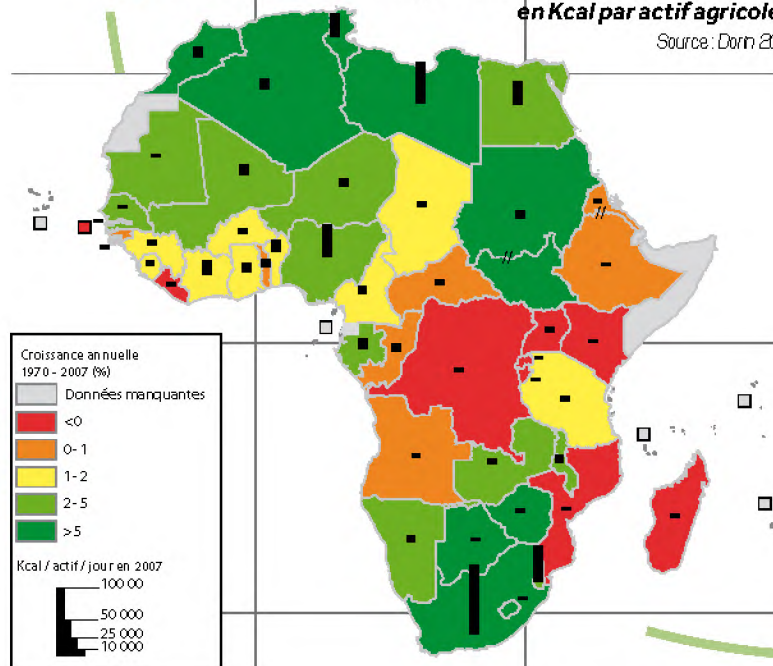 en Kcal par actif agricole
Source : Dorin 20
Croissance annuelle
1970 - 2007 (%)
Données manquantes
<0
0- 1
1- 2
2-5
>5
Kcal / actif / jour en 2007
100 00
50 000
25 000
10 000